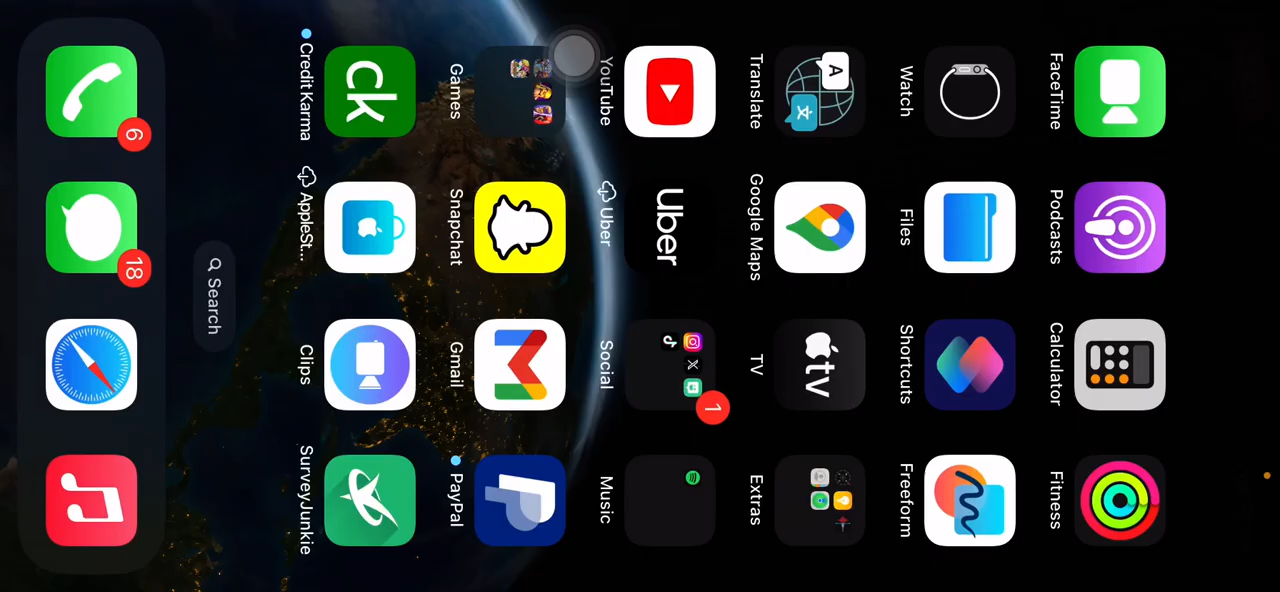 FaceTime
Podcasts
Calculator
Fitness
Watch
Files
Shortcuts
Freeform
A
文
Translate
Google Maps
tv
TV
Extras
YouTube
Uber
Uber
1
Social
Music
Games
Snapchat
Gmail
PayPal
ck
Credit Karma
AppleSt...
Clips
SurveyJunkie
Search
6
18